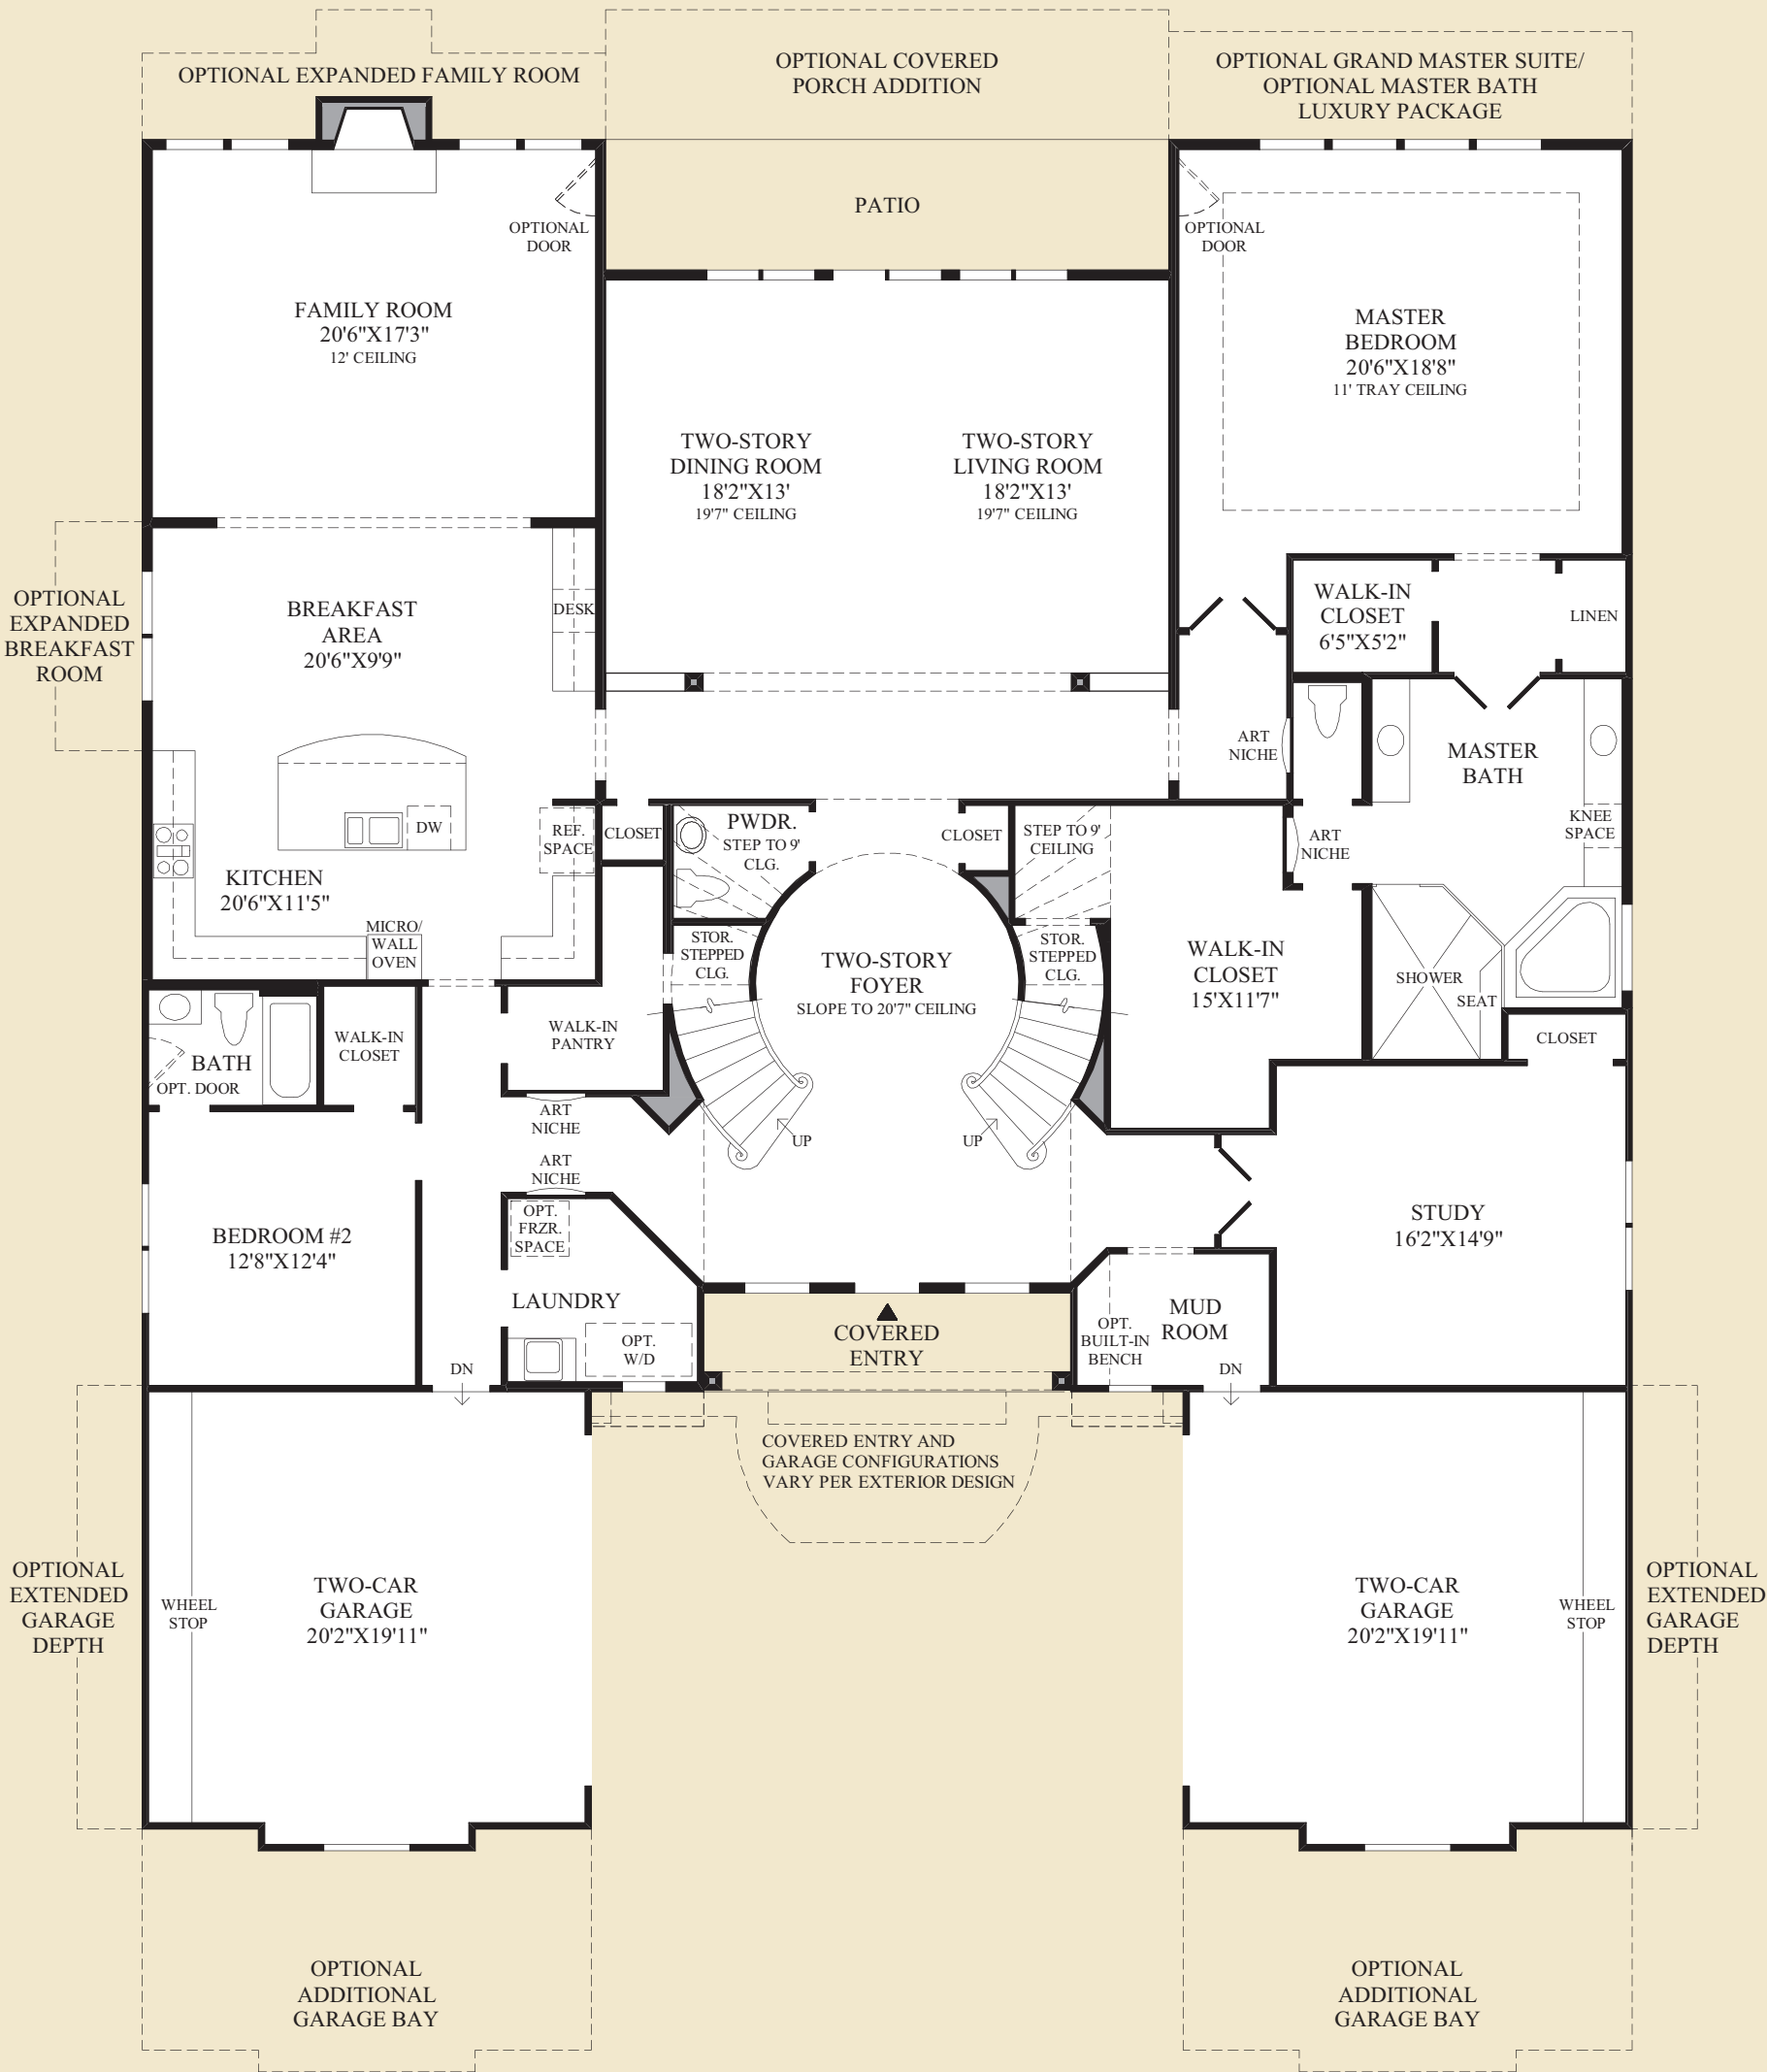 OPTIONAL EXPANDED FAMILY ROOM
OPTIONAL COVERED
PORCH ADDITION
OPTIONAL GRAND MASTER SUITE/
OPTIONAL MASTER BATH
LUXURY PACKAGE
PATIO
OPTIONAL
DOOR
OPTIONAL
DOOR
FAMILY ROOM
20'6"X17'3"
12' CEILING
MASTER
BEDROOM
20'6"X18'8"
11' TRAY CEILING
TWO-STORY
DINING ROOM
18'2"X13'
19'7" CEILING
TWO-STORY
LIVING ROOM
18'2"X13'
19'7" CEILING
OPTIONAL
EXPANDED
BREAKFAST
ROOM
BREAKFAST
AREA
20'6"X9'9"
DESK
WALK-IN
CLOSET
6'5"X5'2"
LINEN
ART
NICHE
MASTER
BATH
KNEE
SPACE
DW
REF.
SPACE
CLOSET
PWDR.
STEP TO 9'
CLG.
CLOSET
STEP TO 9'
CEILING
ART
NICHE
KITCHEN
20'6"X11'5"
MICRO/
WALL
OVEN
STOR.
STEPPED
CLG.
TWO-STORY
FOYER
SLOPE TO 20'7" CEILING
STOR.
STEPPED
CLG.
WALK-IN
CLOSET
15'X11'7"
SHOWER
SEAT
CLOSET
BATH
OPT. DOOR
WALK-IN
CLOSET
WALK-IN
PANTRY
ART
NICHE
ART
NICHE
UP
UP
OPT.
FRZR.
SPACE
BEDROOM #2
12'8"X12'4"
STUDY
16'2"X14'9"
LAUNDRY
OPT.
W/D
DN
COVERED
ENTRY
MUD
ROOM
OPT.
BUILT-IN
BENCH
DN
COVERED ENTRY AND
GARAGE CONFIGURATIONS
VARY PER EXTERIOR DESIGN
OPTIONAL
EXTENDED
GARAGE
DEPTH
WHEEL
STOP
TWO-CAR
GARAGE
20'2"X19'11"
TWO-CAR
GARAGE
20'2"X19'11"
WHEEL
STOP
OPTIONAL
EXTENDED
GARAGE
DEPTH
OPTIONAL
ADDITIONAL
GARAGE BAY
OPTIONAL
ADDITIONAL
GARAGE BAY